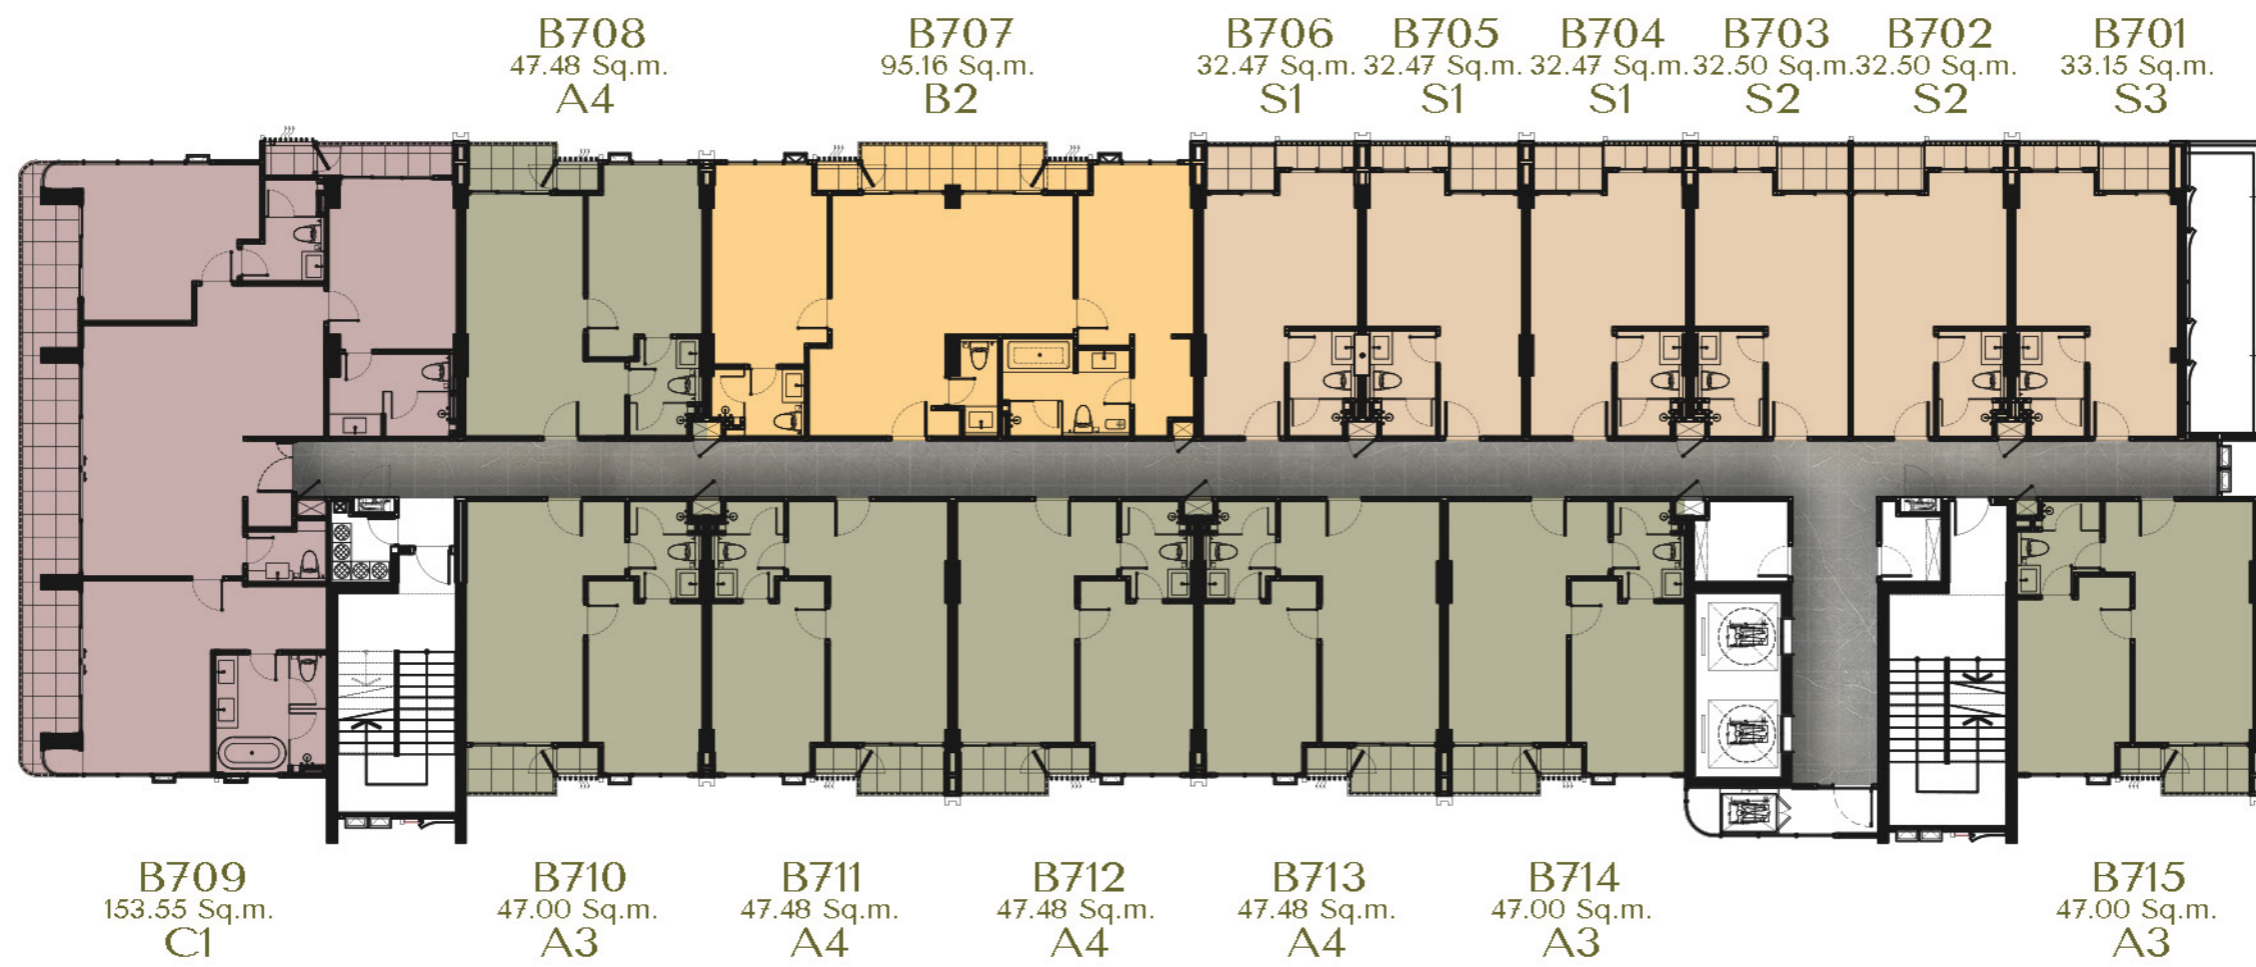 B708
47.48 Sq.m.
A4
B707
95.16 Sq.m.
B2
B706
32.47 Sq.m.
S1
B705
32.47 Sq.m.
S1
B704
32.47 Sq.m.
S1
B703
32.50 Sq.m.
S2
B702
32.50 Sq.m.
S2
B701
33.15 Sq.m.
S3
B709
153.55 Sq.m.
C1
B710
47.00 Sq.m.
A3
B711
47.48 Sq.m.
A4
B712
47.48 Sq.m.
A4
B713
47.48 Sq.m.
A4
B714
47.00 Sq.m.
A3
B715
47.00 Sq.m.
A3